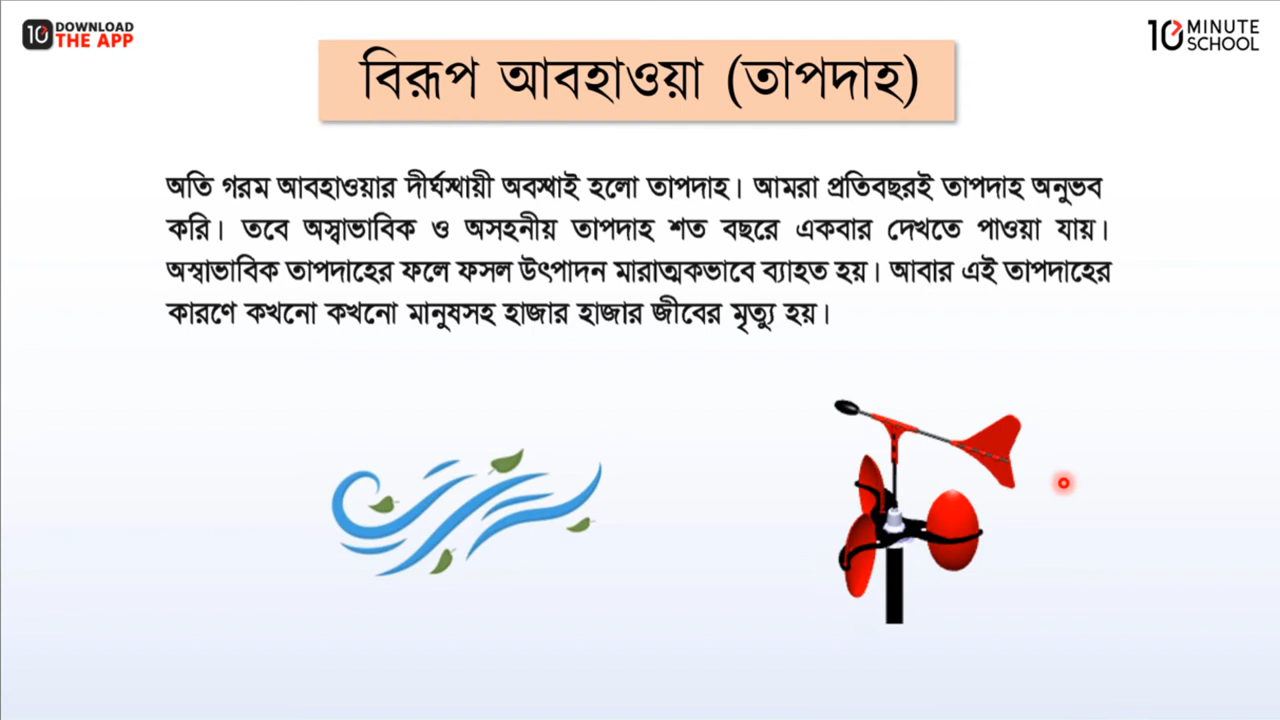 DOWNLOAD
THE APP
10 MINUTE
SCHOOL
বিরূপ আবহাওয়া (তাপদাহ)
অতি গরম আবহাওয়ার দীর্ঘস্থায়ী অবস্থাই হলো তাপদাহ। আমরা প্রতিবছরই তাপদাহ অনুভব
করি। তবে অস্বাভাবিক ও অসহনীয় তাপদাহ শত বছরে একবার দেখতে পাওয়া যায়।
অস্বাভাবিক তাপদাহের ফলে ফসল উৎপাদন মারাত্মকভাবে ব্যাহত হয়। আবার এই তাপদাহের
কারণে কখনো কখনো মানুষসহ হাজার হাজার জীবের মৃত্যু হয়।